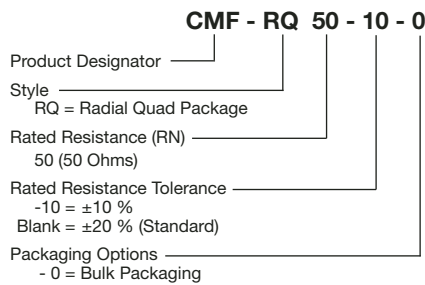 CMF - RQ 50 - 10 - 0
Product Designator
Style
RQ = Radial Quad Package
Rated Resistance (RN)
50 (50 Ohms)
Rated Resistance Tolerance
-10 = ±10 %
Blank = ±20 % (Standard)
Packaging Options
- 0 = Bulk Packaging